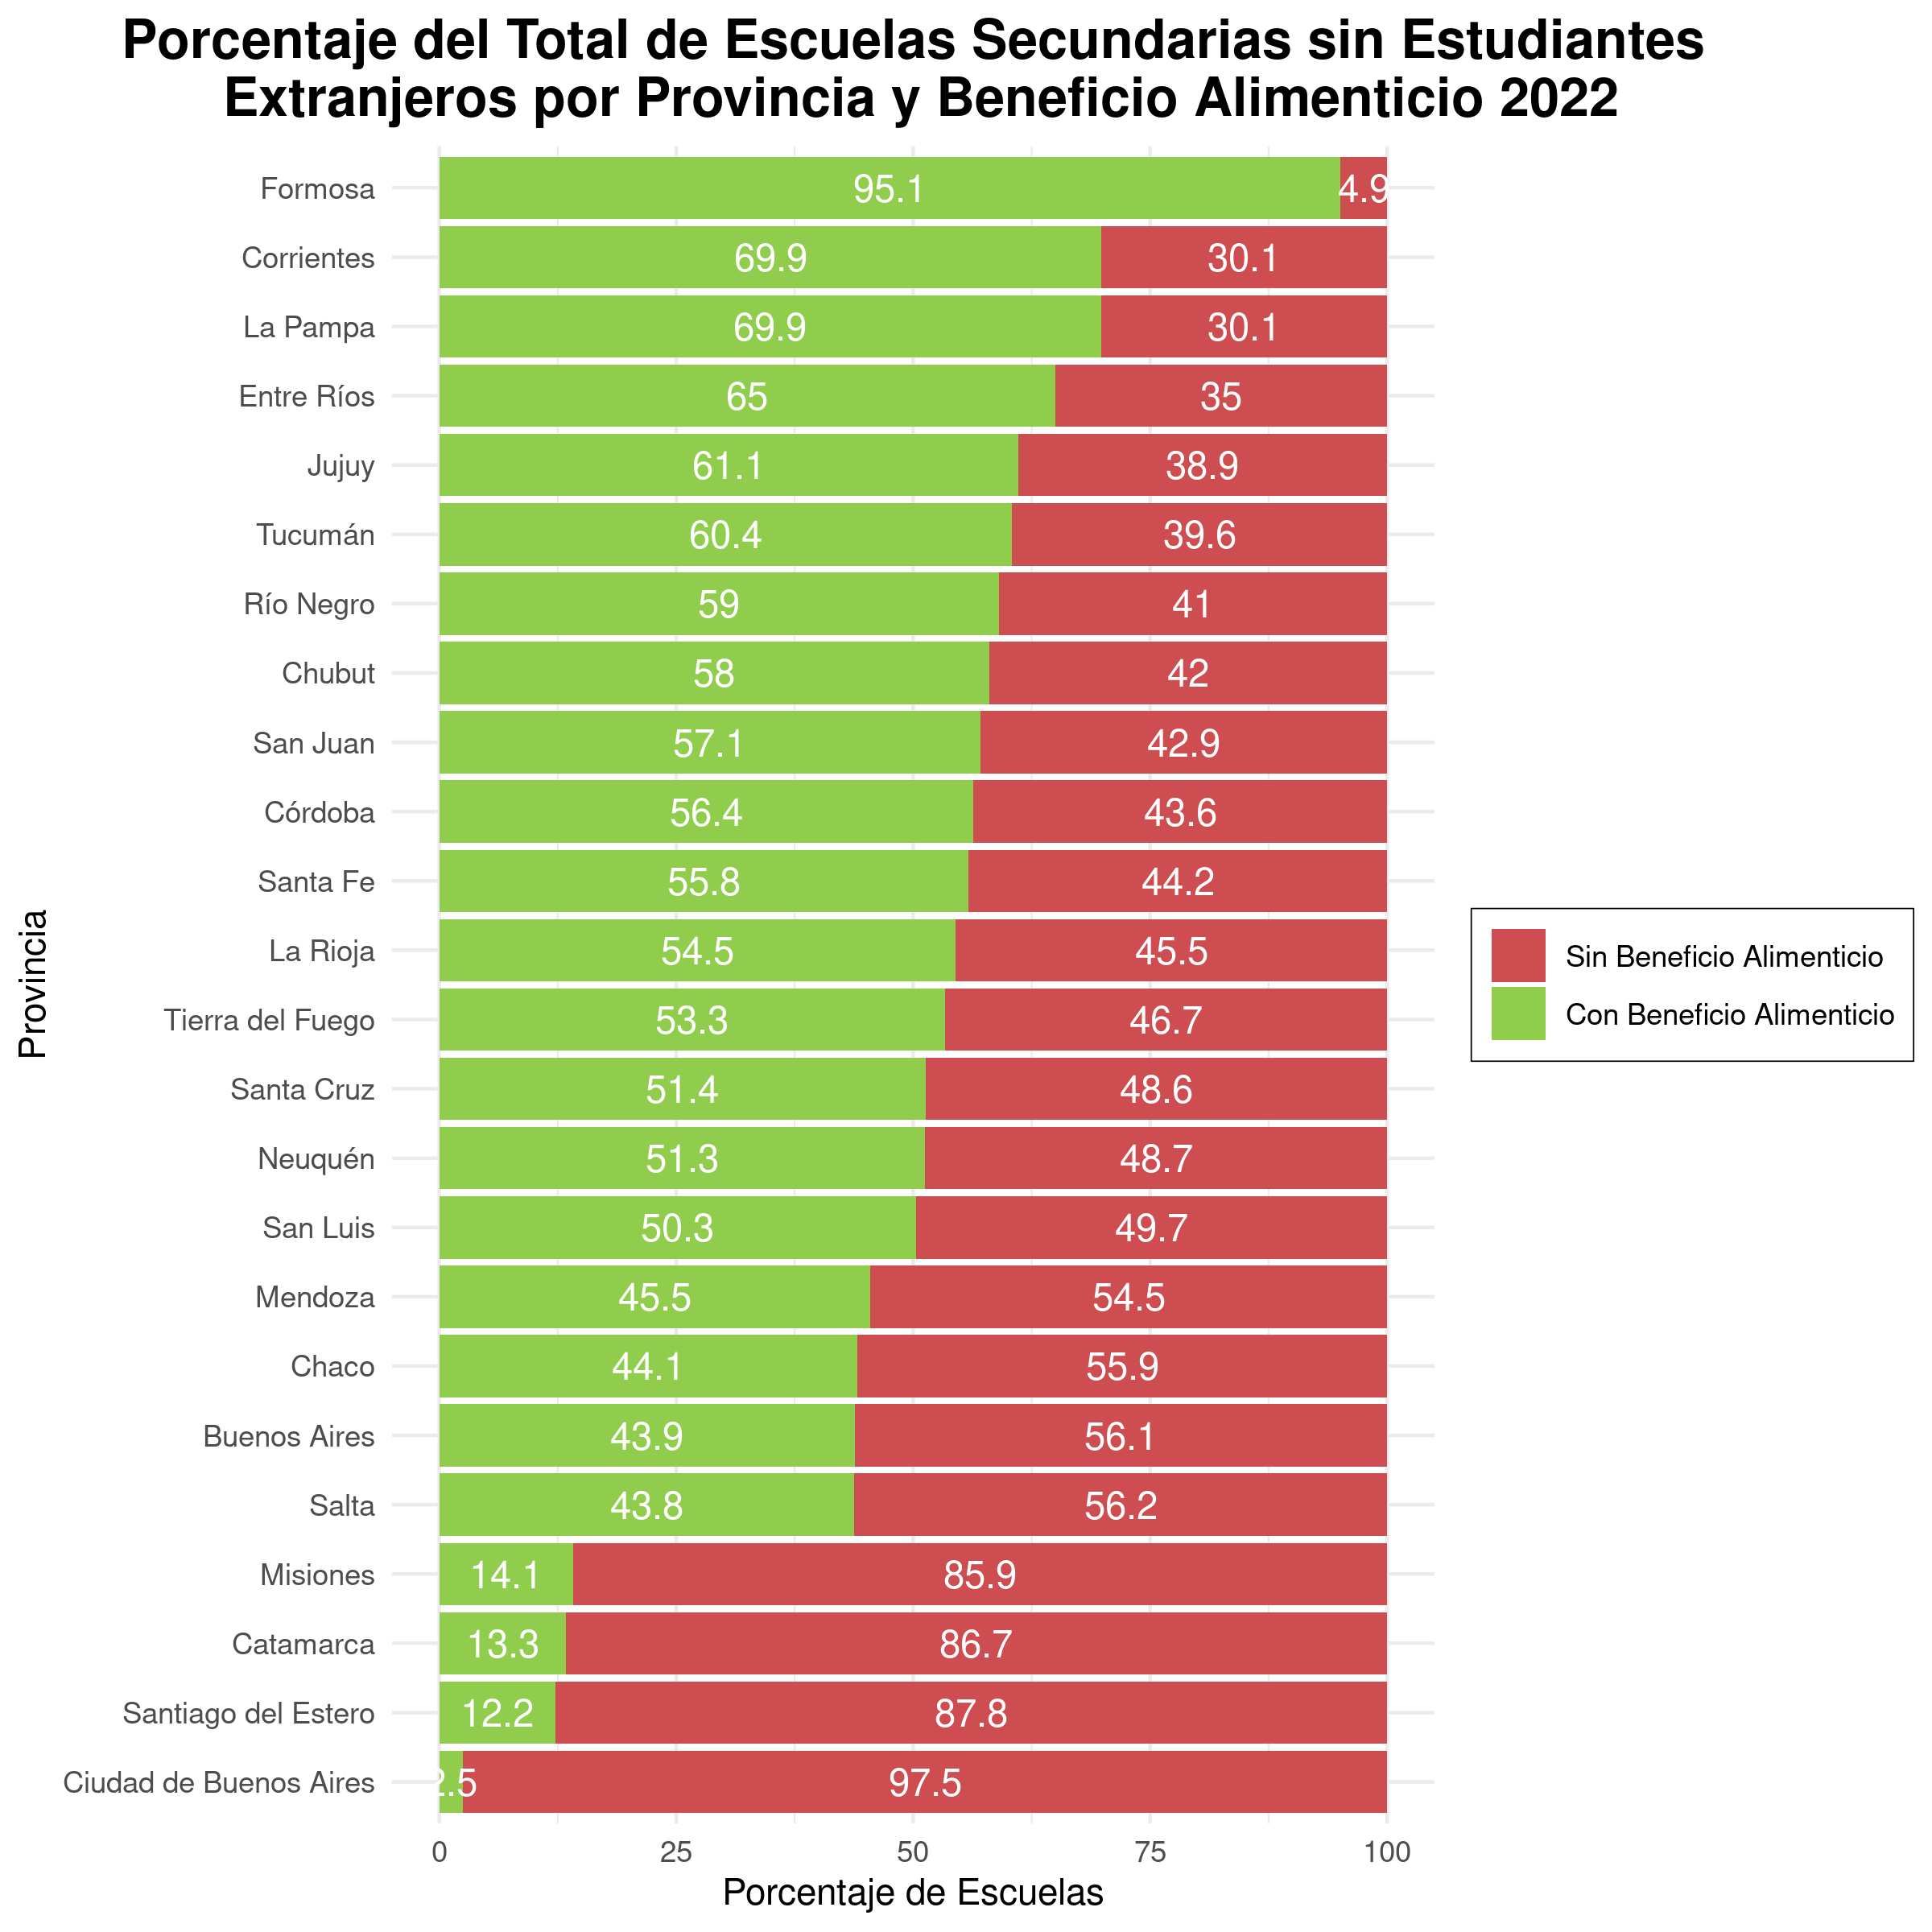 Porcentaje del Total de Escuelas Secundarias sin Estudiantes
Extranjeros por Provincia y Beneficio Alimenticio 2022
Provincia
Formosa 95.1 4.9
Corrientes 69.9 30.1
La Pampa 69.9 30.1
Entre Ríos 65 35
Jujuy 61.1 38.9
Tucumán 60.4 39.6
Río Negro 59 41
Chubut 58 42
San Juan 57.1 42.9
Córdoba 56.4 43.6
Santa Fe 55.8 44.2
La Rioja 54.5 45.5
Tierra del Fuego 53.3 46.7
Santa Cruz 51.4 48.6
Neuquén 51.3 48.7
San Luis 50.3 49.7
Mendoza 45.5 54.5
Chaco 44.1 55.9
Buenos Aires 43.9 56.1
Salta 43.8 56.2
Misiones 14.1 85.9
Catamarca 13.3 86.7
Santiago del Estero 12.2 87.8
Ciudad de Buenos Aires 2.5 97.5
0 25 50 75 100
Porcentaje de Escuelas
Sin Beneficio Alimenticio
Con Beneficio Alimenticio